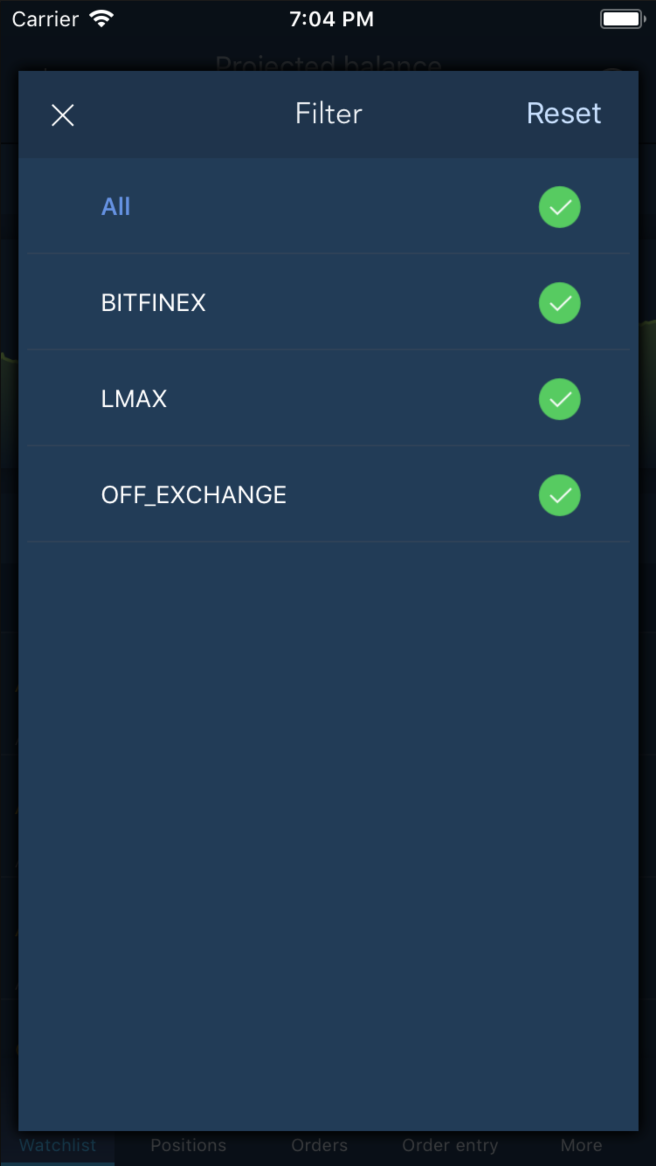 Carrier 7:04 PM
Projected balance
Filter Reset
All
BITFINEX
LMAX
OFF_EXCHANGE
Watchlist Positions Orders Order entry More